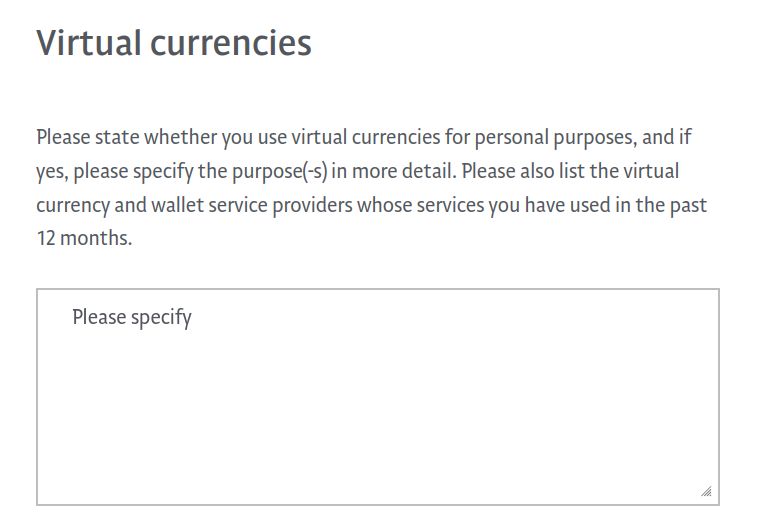 Virtual currencies
Please state whether you use virtual currencies for personal purposes, and if
yes, please specify the purpose(-s) in more detail. Please also list the virtual
currency and wallet service providers whose services you have used in the past
12 months.
Please specify